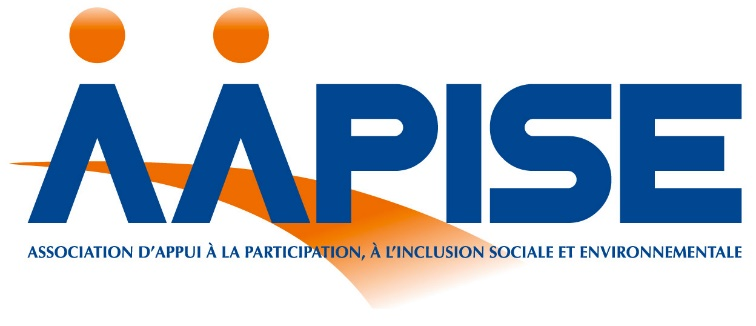 AAPISE
ASSOCIATION D'APPUI À LA PARTICIPATION, À L'INCLUSION SOCIALE ET ENVIRONNEMENTALE